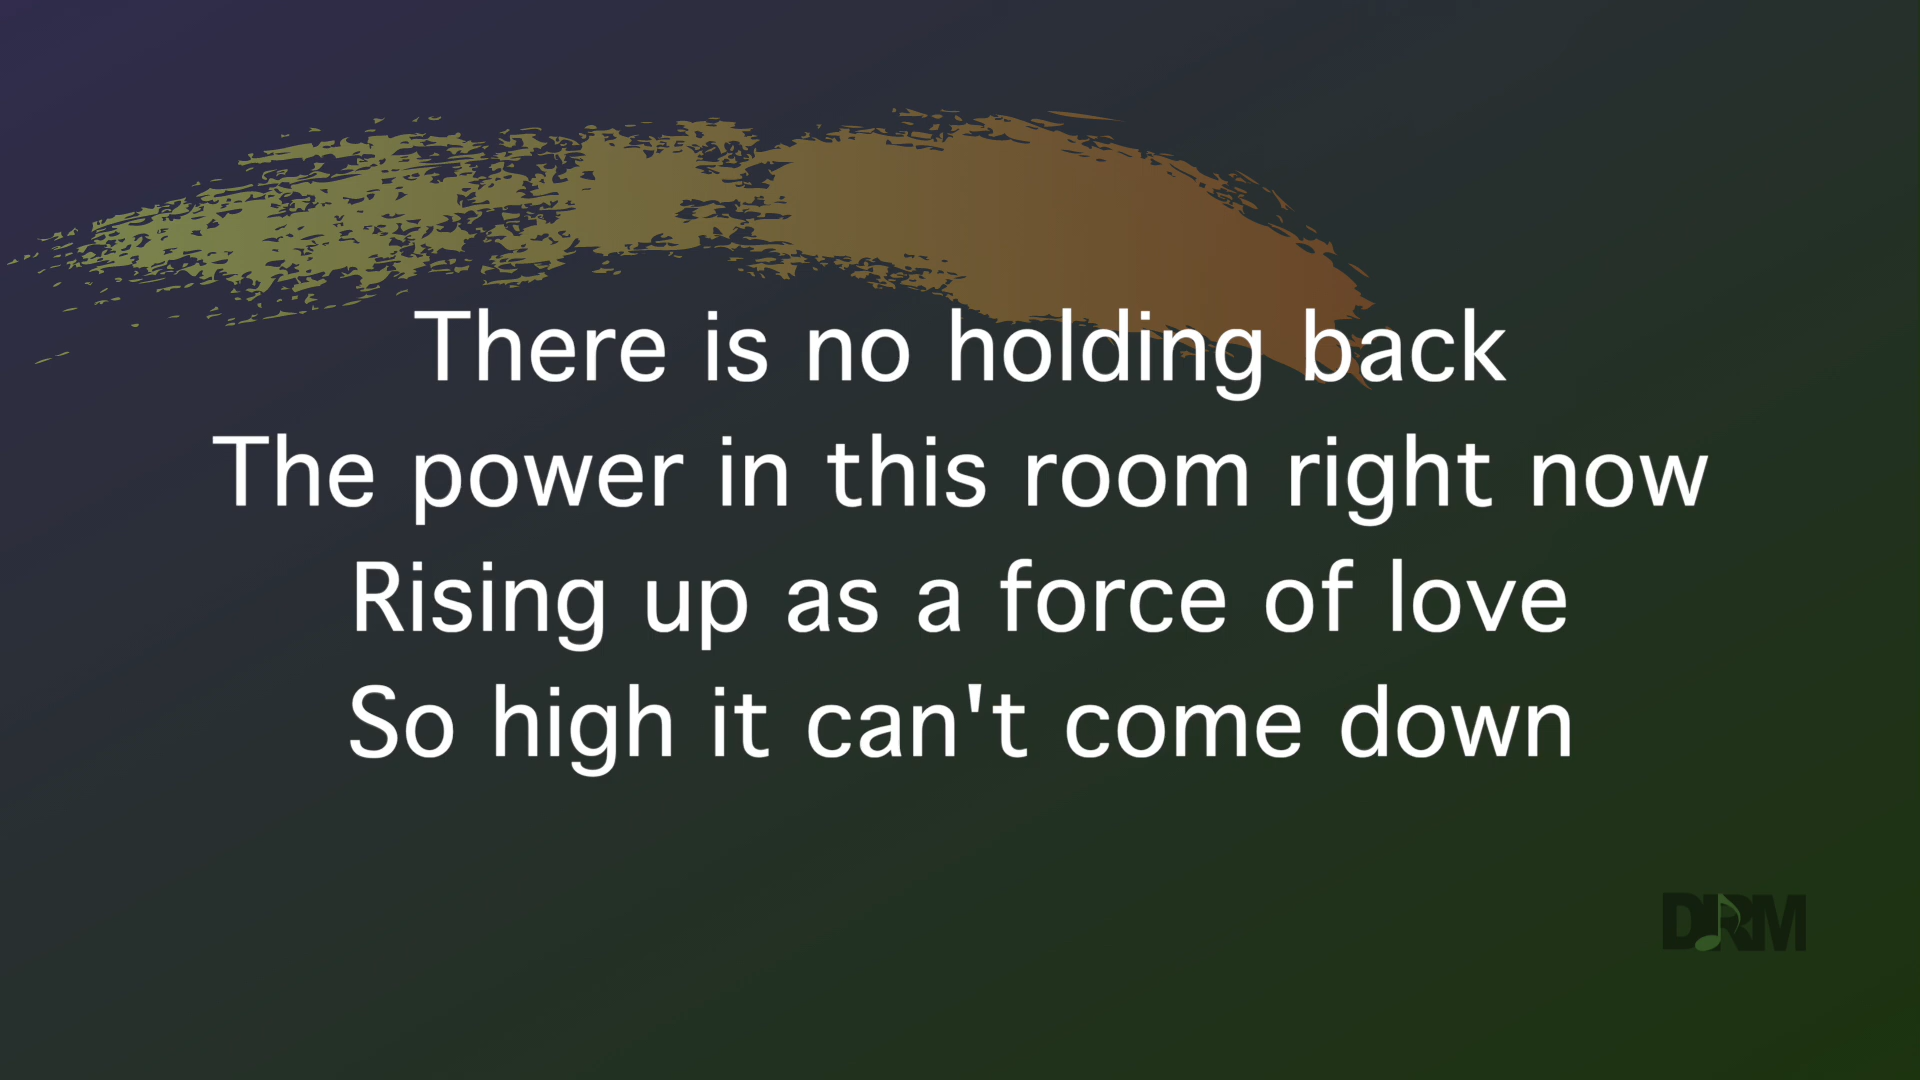 There is no holding back
The power in this room right now
Rising up as a force of love
So high it can't come down
DRM